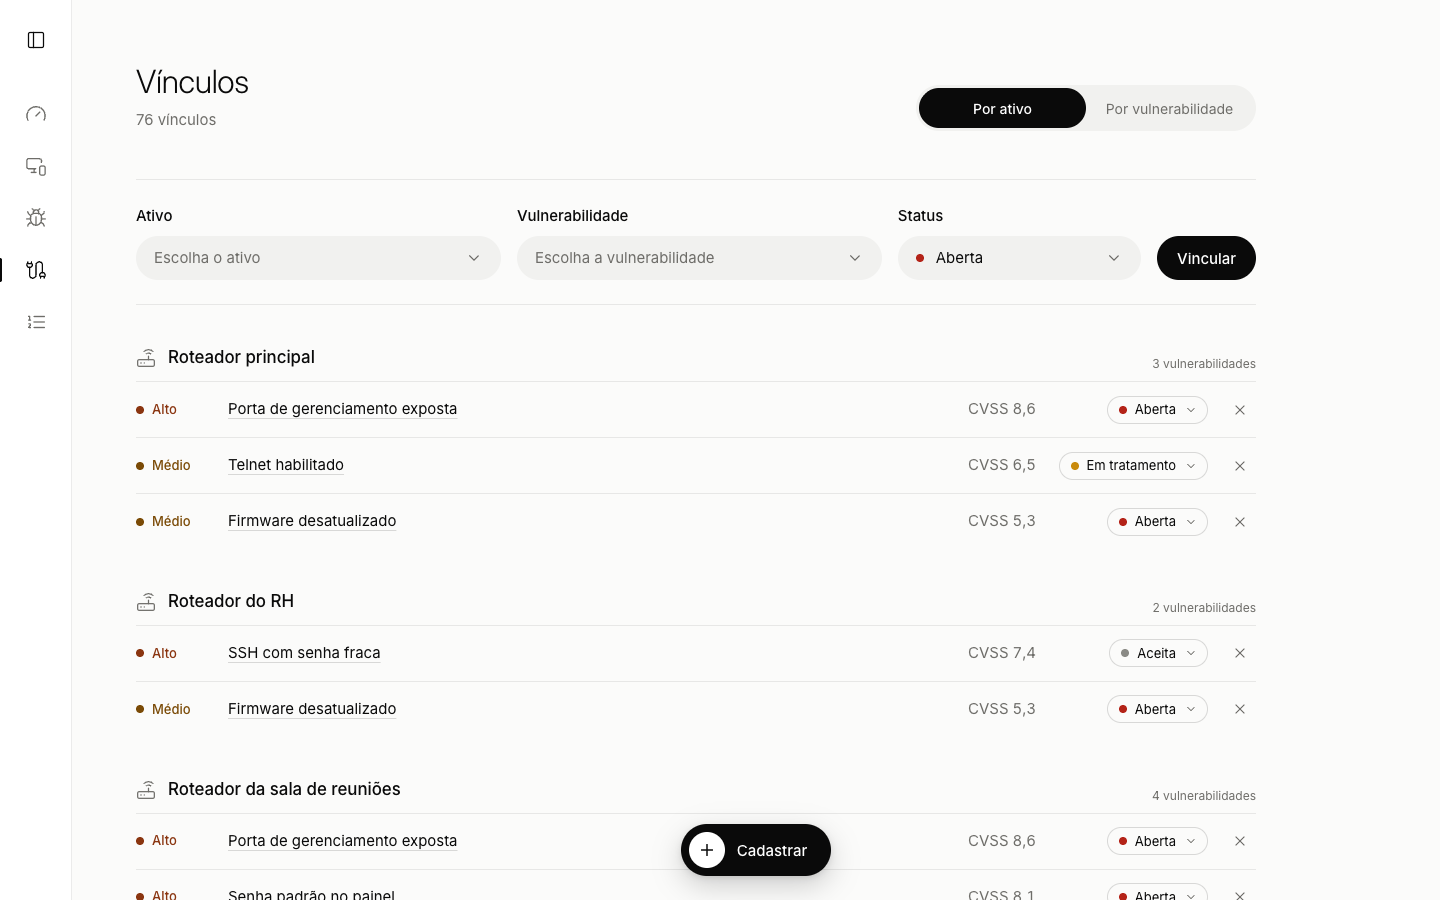 Vínculos
76 vínculos
Por ativo
Por vulnerabilidade
Ativo
Vulnerabilidade
Status
Escolha o ativo
Escolha a vulnerabilidade
Aberta
Vincular
Roteador principal
3 vulnerabilidades
Alto Porta de gerenciamento exposta CVSS 8,6 Aberta
Médio Telnet habilitado CVSS 6,5 Em tratamento
Médio Firmware desatualizado CVSS 5,3 Aberta
Roteador do RH
2 vulnerabilidades
Alto SSH com senha fraca CVSS 7,4 Aceita
Médio Firmware desatualizado CVSS 5,3 Aberta
Roteador da sala de reuniões
4 vulnerabilidades
Alto Porta de gerenciamento exposta CVSS 8,6 Aberta
Cadastrar
Alto Senha padrão no painel CVSS 8,1 Aberta